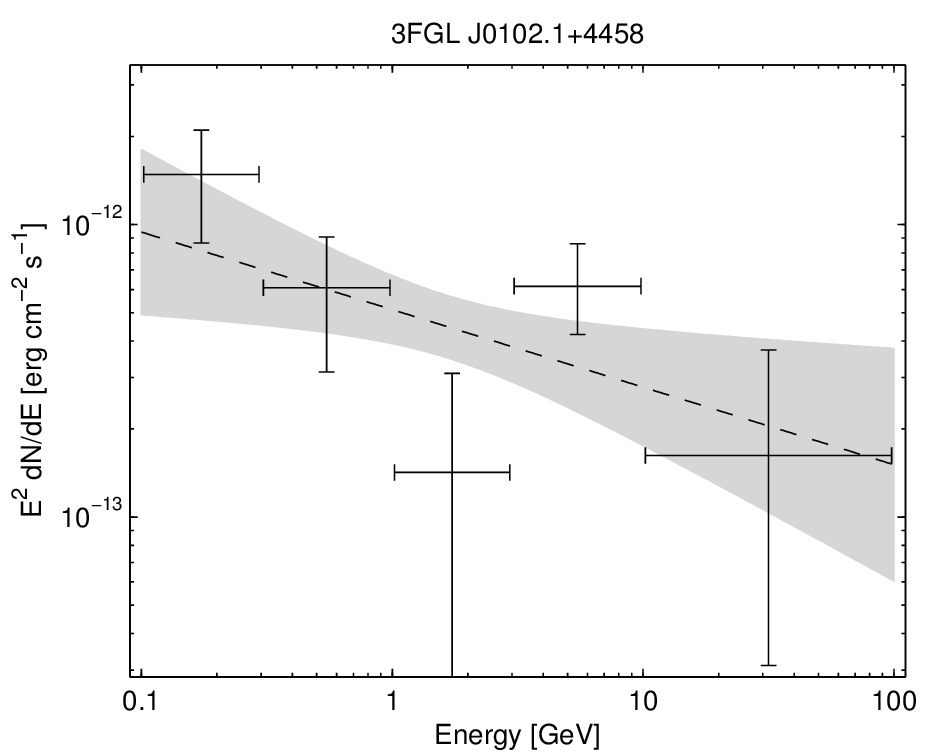 3FGL J0102.1+4458
E² dN/dE [erg cm⁻² s⁻¹]
10⁻¹²
10⁻¹³
0.1 1 10 100
Energy [GeV]